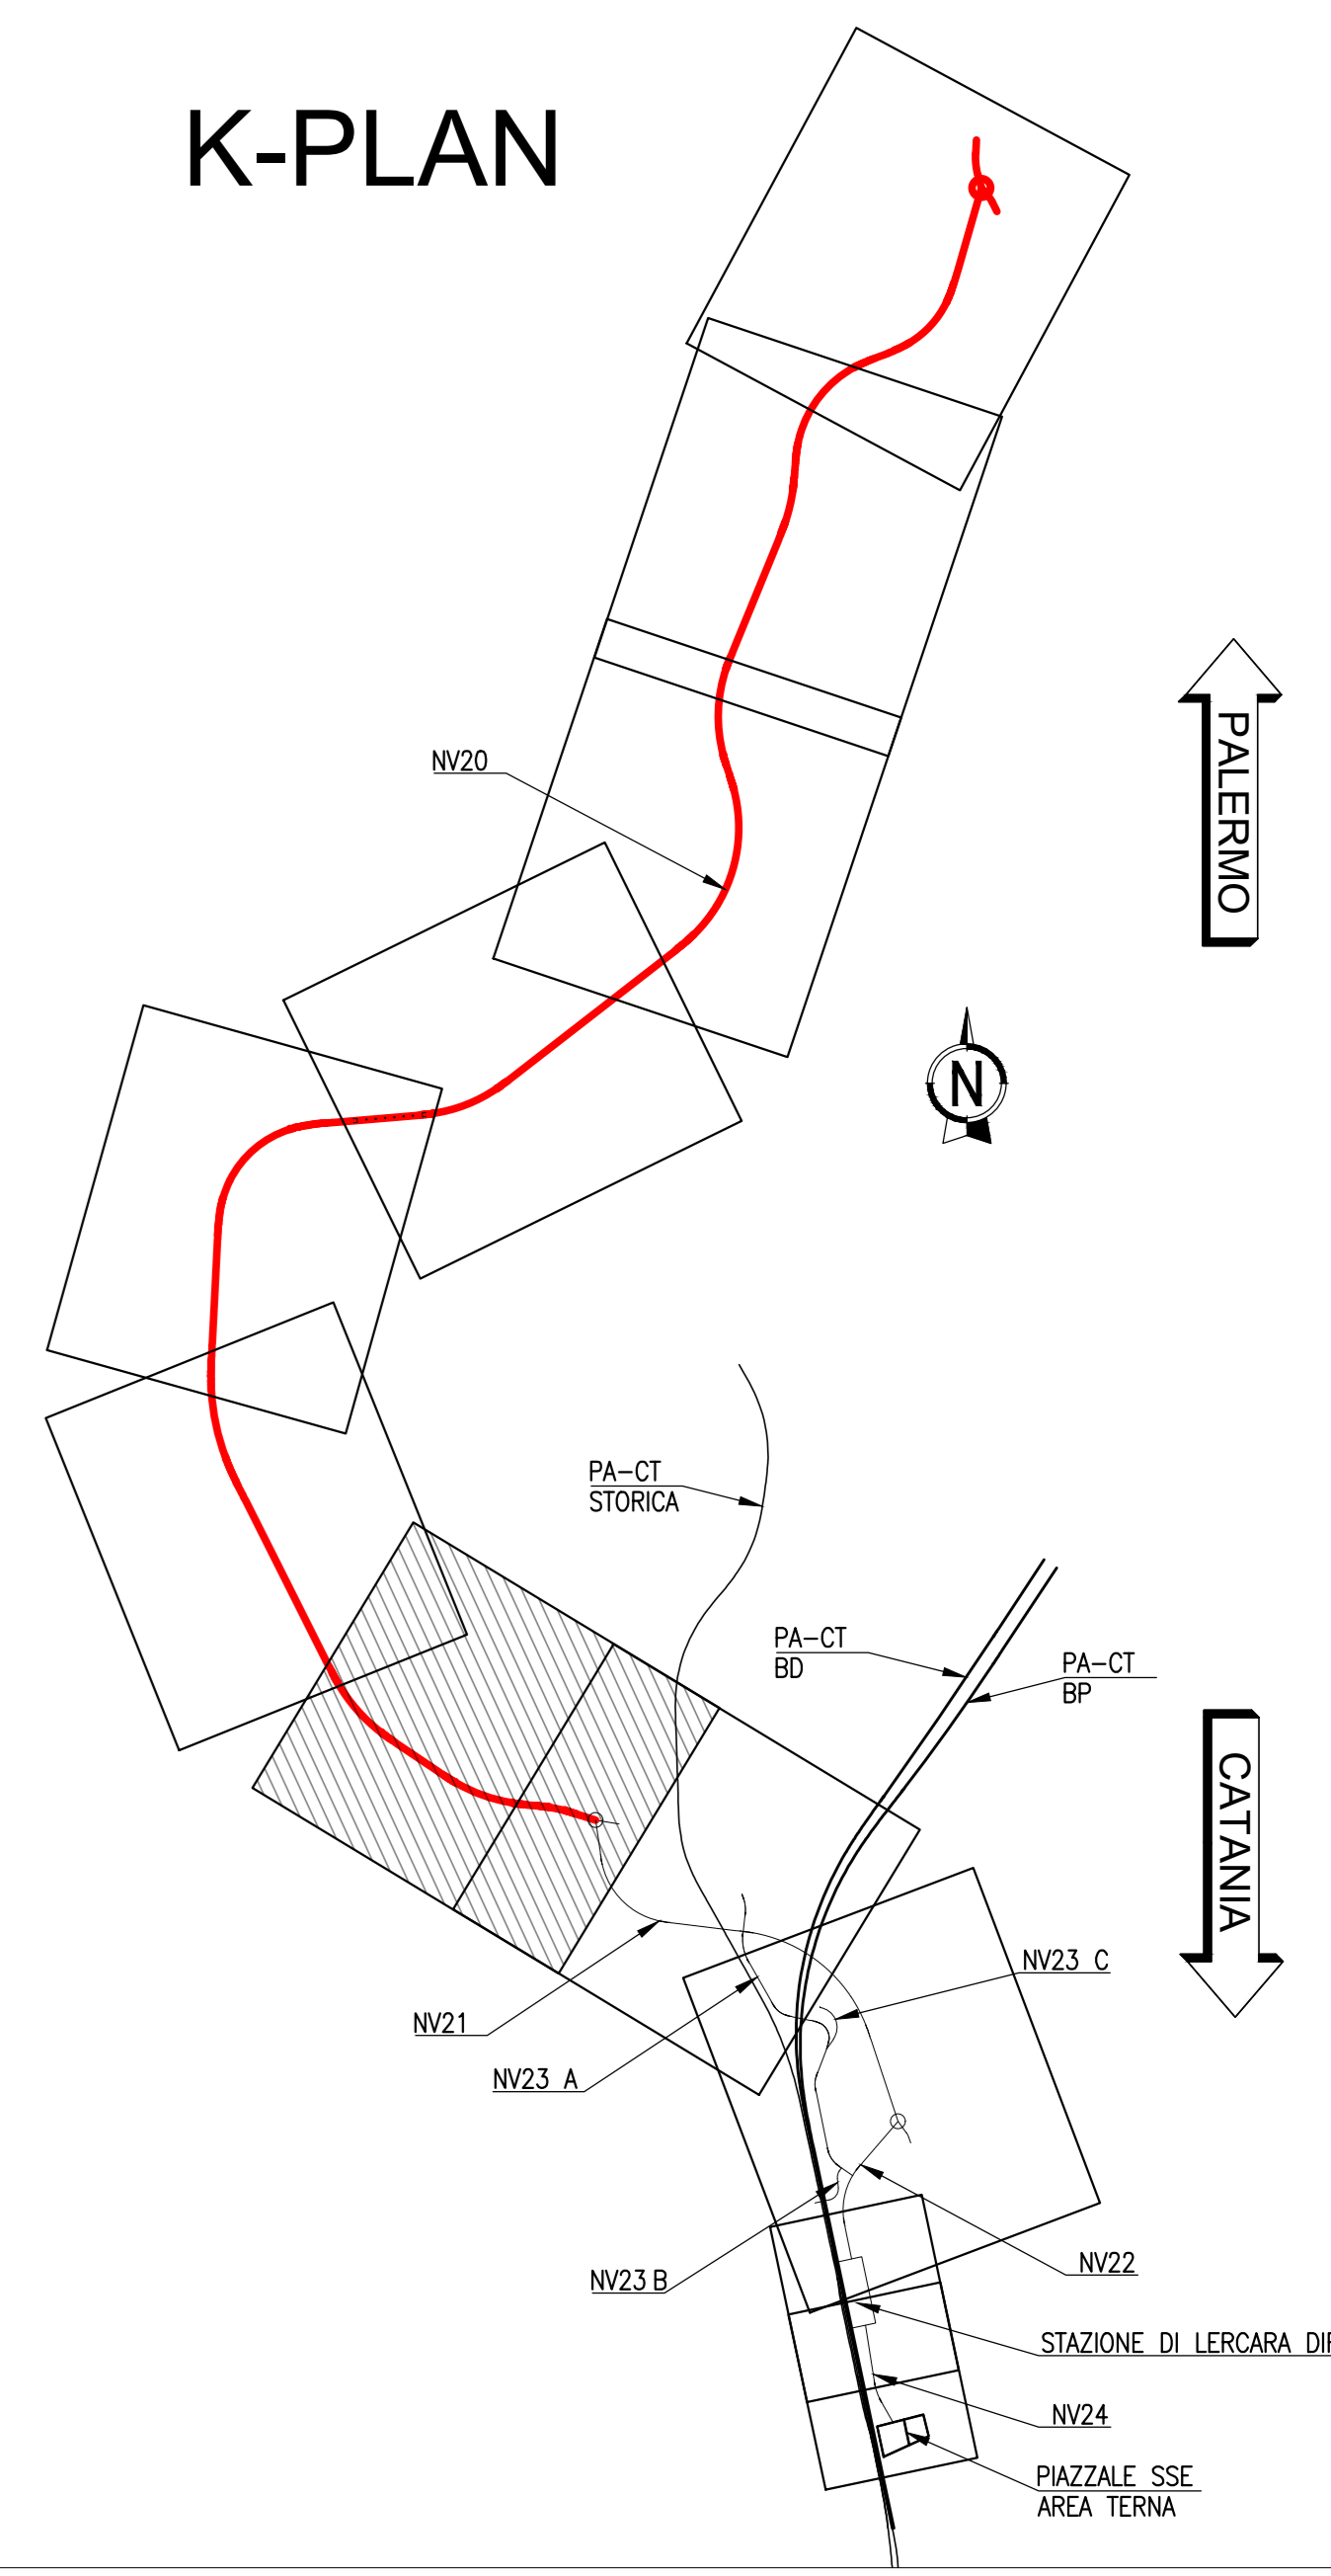 K-PLAN
PALERMO
NV20
N
PA-CT
STORICA
PA-CT
BD
PA-CT
BP
CATANIA
NV23 C
NV21
NV23 A
NV22
NV23 B
STAZIONE DI LERCARA
NV24
PIAZZALE SSE
AREA TERNA